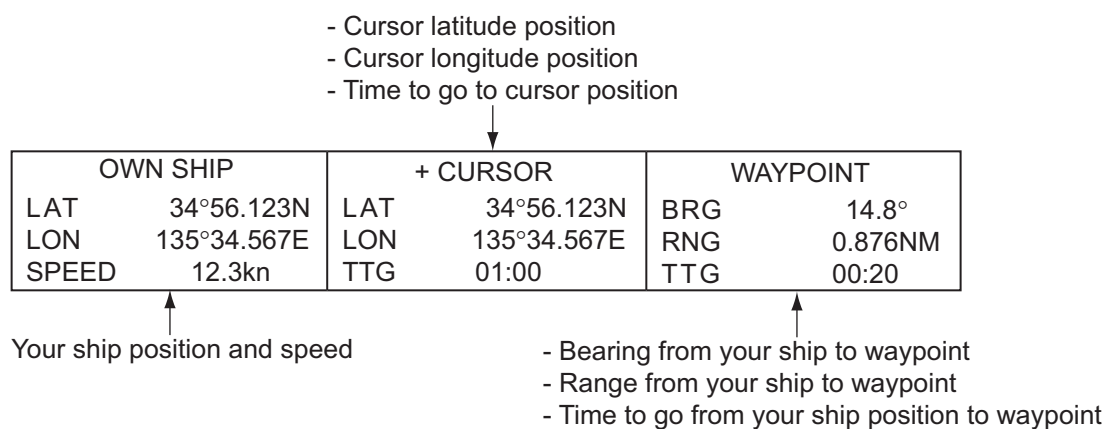 - Cursor latitude position
- Cursor longitude position
- Time to go to cursor position
OWN SHIP
LAT 34°56.123N
LON 135°34.567E
SPEED 12.3kn
+ CURSOR
LAT 34°56.123N
LON 135°34.567E
TTG 01:00
WAYPOINT
BRG 14.8°
RNG 0.876NM
TTG 00:20
Your ship position and speed
- Bearing from your ship to waypoint
- Range from your ship to waypoint
- Time to go from your ship position to waypoint